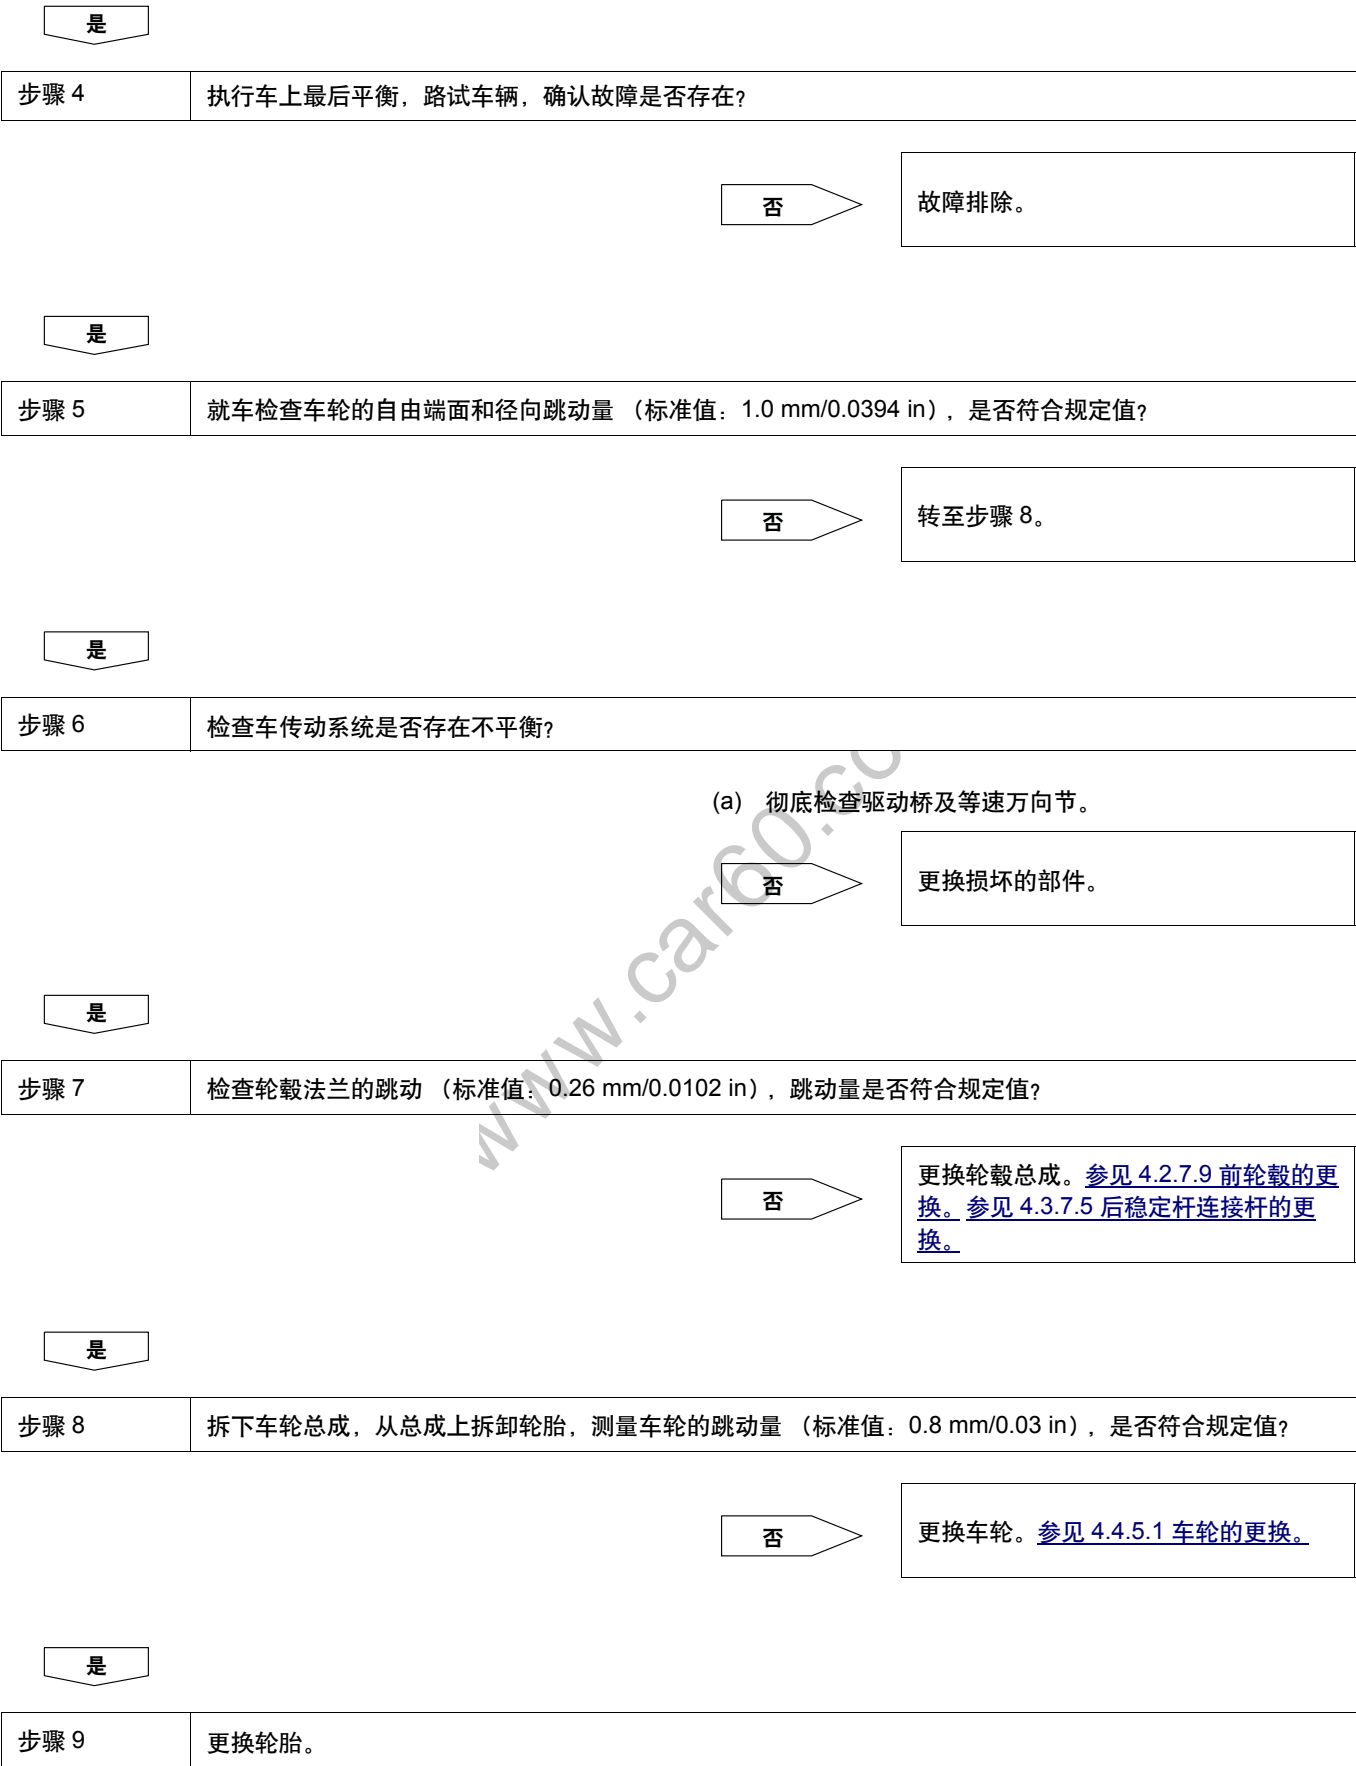 是
步骤 4
执行车上最后平衡，路试车辆，确认故障是否存在？
否
故障排除。
是
步骤 5
就车检查车轮的自由端面和径向跳动量 （标准值：1.0 mm/0.0394 in），是否符合规定值？
否
转至步骤 8。
是
步骤 6
检查车传动系统是否存在不平衡？
(a) 彻底检查驱动桥及等速万向节。
否
更换损坏的部件。
是
步骤 7
检查轮毂法兰的跳动 （标准值：0.26 mm/0.0102 in），跳动量是否符合规定值？
否
更换轮毂总成。参见 4.2.7.9 前轮毂的更
换。 参见 4.3.7.5 后稳定杆连接杆的更
换。
是
步骤 8
拆下车轮总成，从总成上拆卸轮胎，测量车轮的跳动量 （标准值：0.8 mm/0.03 in），是否符合规定值？
否
更换车轮。参见 4.4.5.1 车轮的更换。
是
步骤 9
更换轮胎。
www.car60.co